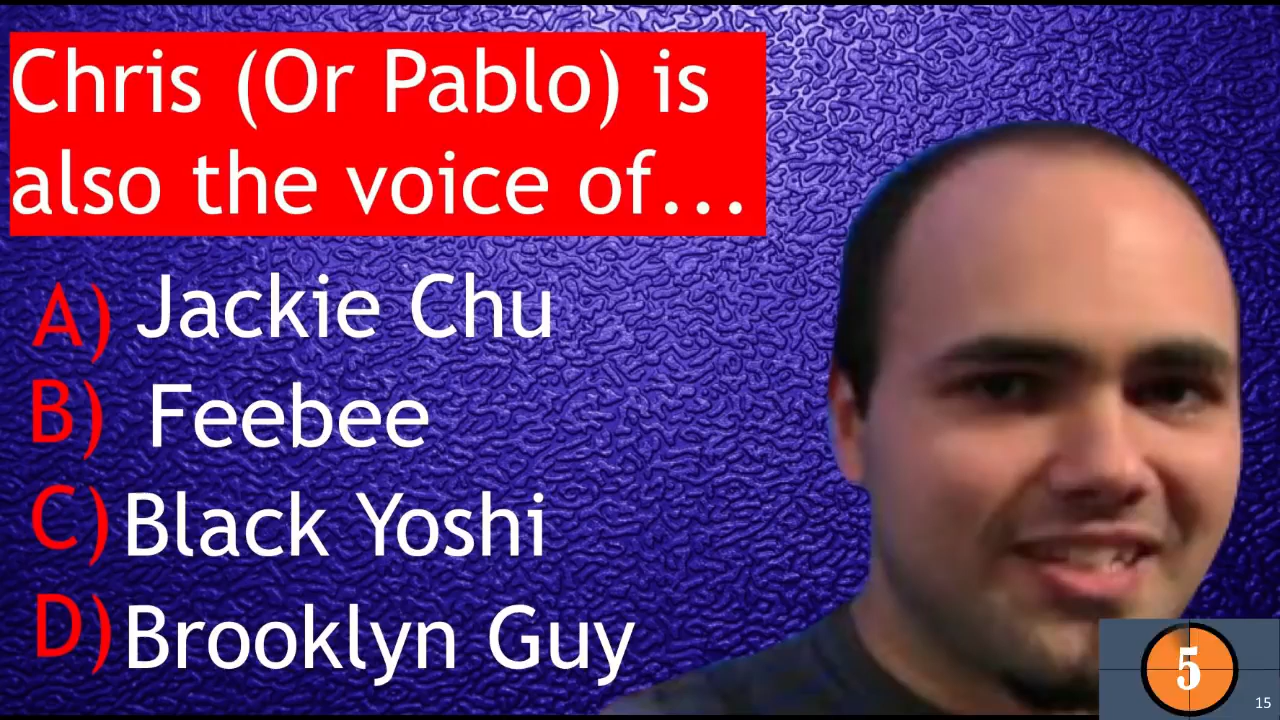 Chris (Or Pablo) is
also the voice of...
A) Jackie Chu
B) Feebee
C) Black Yoshi
D) Brooklyn Guy
5
15